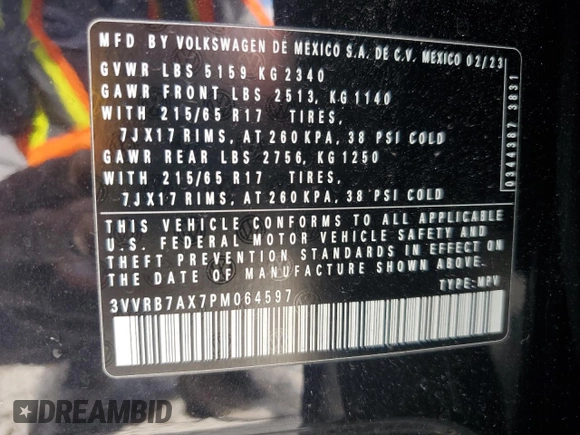 MFD BY VOLKSWAGEN DE MEXICO S.A. DE C.V. MEXICO 02/23
GVWR LBS 5159 KG 2340
GAWR FRONT LBS 2513, KG 1140
WITH 215/65 R17 TIRES,
7JX17 RIMS, AT 260 KPA, 38 PSI COLD
GAWR REAR LBS 2756, KG 1250
WITH 215/65 R17 TIRES,
7JX17 RIMS, AT 260 KPA, 38 PSI COLD
0344387 3831
THIS VEHICLE CONFORMS TO ALL APPLICABLE
U.S. FEDERAL MOTOR VEHICLE SAFETY AND
THEFT PREVENTION STANDARDS IN EFFECT ON
THE DATE OF MANUFACTURE SHOWN ABOVE.
3VVRB7AX7PM064597 TYPE: MPV
DREAMBID